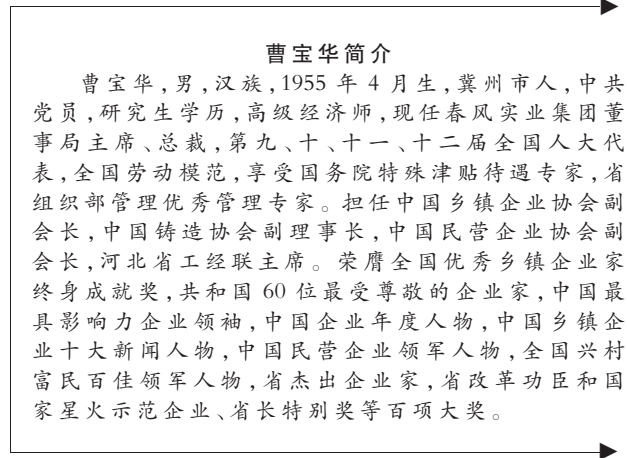 曹宝华简介
曹宝华,男,汉族,1955 年 4 月生,冀州市人,中共
党员,研究生学历,高级经济师,现任春风实业集团董
事局主席、总裁,第九、十、十一、十二届全国人大代
表,全国劳动模范,享受国务院特殊津贴待遇专家,省
组织部管理优秀管理专家。担任中国乡镇企业协会副
会长,中国铸造协会副理事长,中国民营企业协会副
会长,河北省工经联主席。荣膺全国优秀乡镇企业家
终身成就奖,共和国 60 位最受尊敬的企业家,中国最
具影响力企业领袖,中国企业年度人物,中国乡镇企
业十大新闻人物,中国民营企业领军人物,全国兴村
富民百佳领军人物,省杰出企业家,省改革功臣和国
家星火示范企业、省长特别奖等百项大奖。